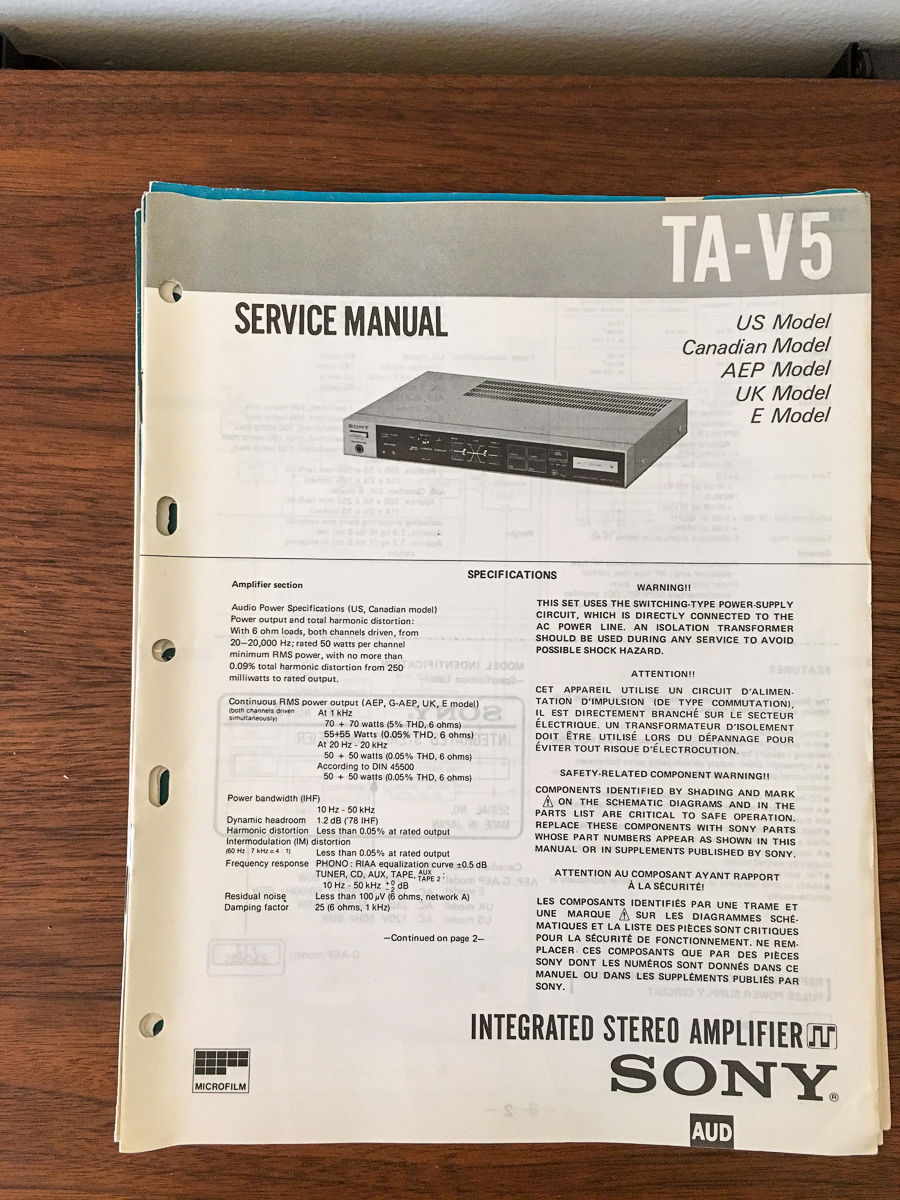 TA-V5
SERVICE MANUAL
US Model
Canadian Model
AEP Model
UK Model
E Model
SONY
SPECIFICATIONS
Amplifier section
Audio Power Specifications (US, Canadian model)
Power output and total harmonic distortion:
With 6 ohm loads, both channels driven, from
20–20,000 Hz; rated 50 watts per channel
minimum RMS power, with no more than
0.09% total harmonic distortion from 250
milliwatts to rated output.
Continuous RMS power output (AEP, G-AEP, UK, E model)
(both channels driven
simultaneously)
At 1 kHz
70 + 70 watts (5% THD, 6 ohms)
55+55 Watts (0.05% THD, 6 ohms)
At 20 Hz - 20 kHz
50 + 50 watts (0.05% THD, 6 ohms)
According to DIN 45500
50 + 50 watts (0.05% THD, 6 ohms)
Power bandwidth (IHF)
10 Hz - 50 kHz
Dynamic headroom 1.2 dB ('78 IHF)
Harmonic distortion Less than 0.05% at rated output
Intermodulation (IM) distortion
(60 Hz : 7 kHz = 4 : 1) Less than 0.05% at rated output
Frequency response PHONO : RIAA equalization curve ±0.5 dB
TUNER, CD, AUX, TAPE, AUX TAPE 2 :
10 Hz - 50 kHz +0 -2 dB
Residual noise Less than 100 µV (6 ohms, network A)
Damping factor 25 (6 ohms, 1 kHz)
—Continued on page 2—
WARNING!!
THIS SET USES THE SWITCHING-TYPE POWER-SUPPLY
CIRCUIT, WHICH IS DIRECTLY CONNECTED TO THE
AC POWER LINE. AN ISOLATION TRANSFORMER
SHOULD BE USED DURING ANY SERVICE TO AVOID
POSSIBLE SHOCK HAZARD.
ATTENTION!!
CET APPAREIL UTILISE UN CIRCUIT D'ALIMEN-
TATION D'IMPULSION (DE TYPE COMMUTATION),
IL EST DIRECTEMENT BRANCHÉ SUR LE SECTEUR
ÉLECTRIQUE. UN TRANSFORMATEUR D'ISOLEMENT
DOIT ÊTRE UTILISÉ LORS DU DÉPANNAGE POUR
ÉVITER TOUT RISQUE D'ÉLECTROCUTION.
SAFETY-RELATED COMPONENT WARNING!!
COMPONENTS IDENTIFIED BY SHADING AND MARK
⚠ ON THE SCHEMATIC DIAGRAMS AND IN THE
PARTS LIST ARE CRITICAL TO SAFE OPERATION.
REPLACE THESE COMPONENTS WITH SONY PARTS
WHOSE PART NUMBERS APPEAR AS SHOWN IN THIS
MANUAL OR IN SUPPLEMENTS PUBLISHED BY SONY.
ATTENTION AU COMPOSANT AYANT RAPPORT
À LA SÉCURITÉ!
LES COMPOSANTS IDENTIFIÉS PAR UNE TRAME ET
UNE MARQUE ⚠ SUR LES DIAGRAMMES SCHÉ-
MATIQUES ET LA LISTE DES PIÈCES SONT CRITIQUES
POUR LA SÉCURITÉ DE FONCTIONNEMENT. NE REM-
PLACER CES COMPOSANTS QUE PAR DES PIÈCES
SONY DONT LES NUMÉROS SONT DONNÉS DANS CE
MANUEL OU DANS LES SUPPLÉMENTS PUBLIÉS PAR
SONY.
INTEGRATED STEREO AMPLIFIER
SONY®
MICROFILM
AUD